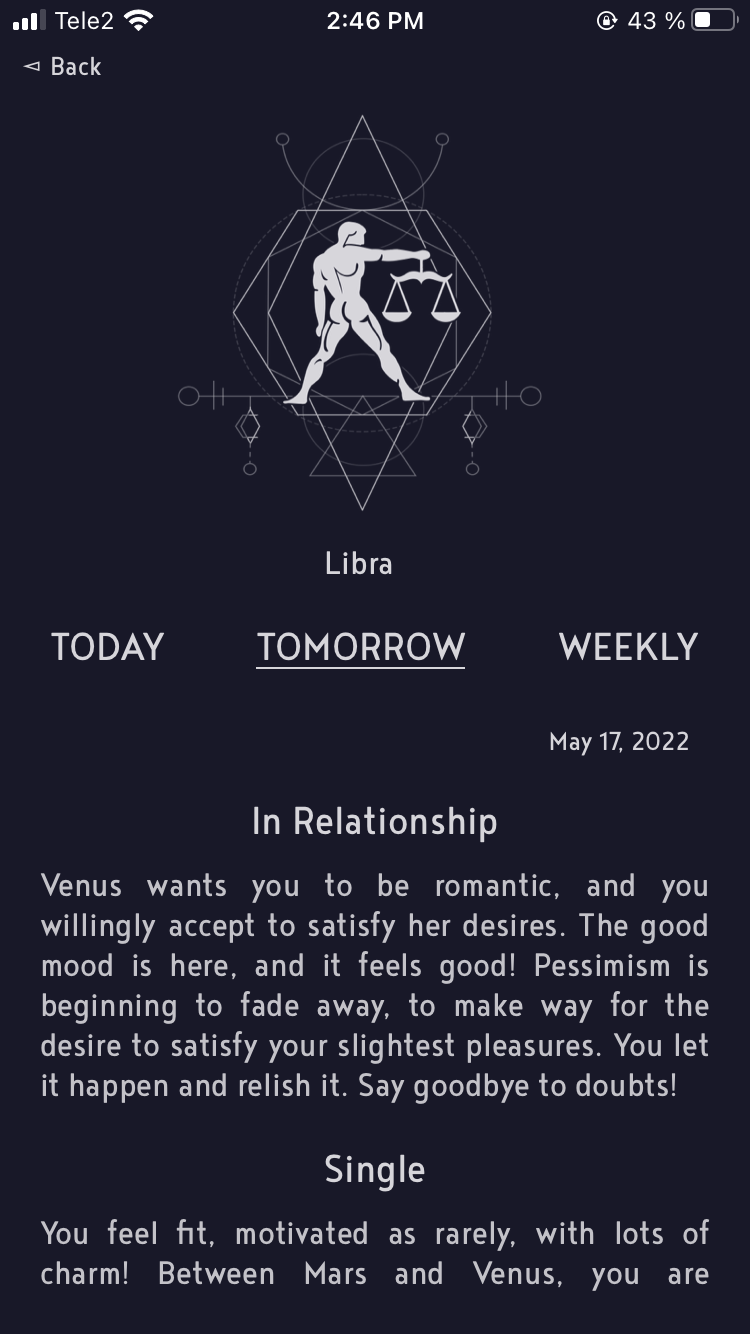 Tele2 2:46 PM 43 %
Back
Libra
TODAY TOMORROW WEEKLY
May 17, 2022
In Relationship
Venus wants you to be romantic, and you
willingly accept to satisfy her desires. The good
mood is here, and it feels good! Pessimism is
beginning to fade away, to make way for the
desire to satisfy your slightest pleasures. You let
it happen and relish it. Say goodbye to doubts!
Single
You feel fit, motivated as rarely, with lots of
charm! Between Mars and Venus, you are